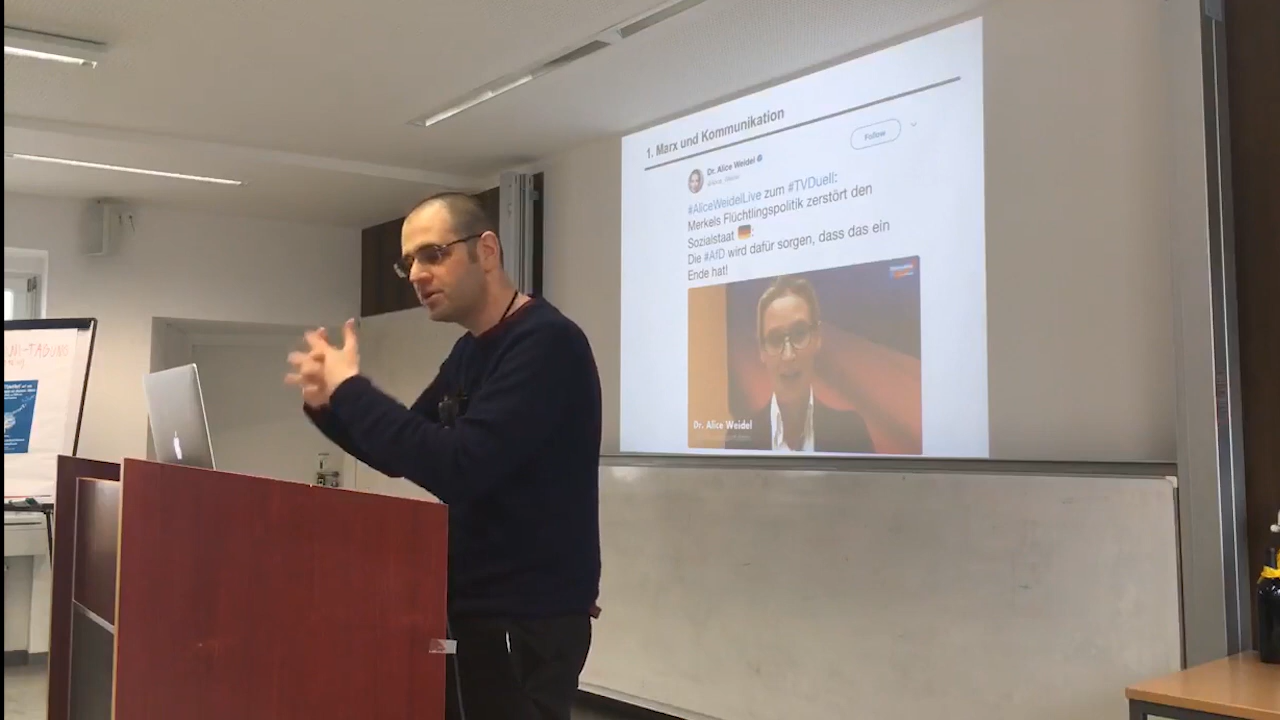 1. Marx und Kommunikation
Follow
Dr. Alice Weidel
#AliceWeidelLive zum #TVDuell:
Merkels Flüchtlingspolitik zerstört den
Sozialstaat 🇩🇪:
Die #AfD wird dafür sorgen, dass das ein
Ende hat!
Dr. Alice Weidel
-TAGUNG